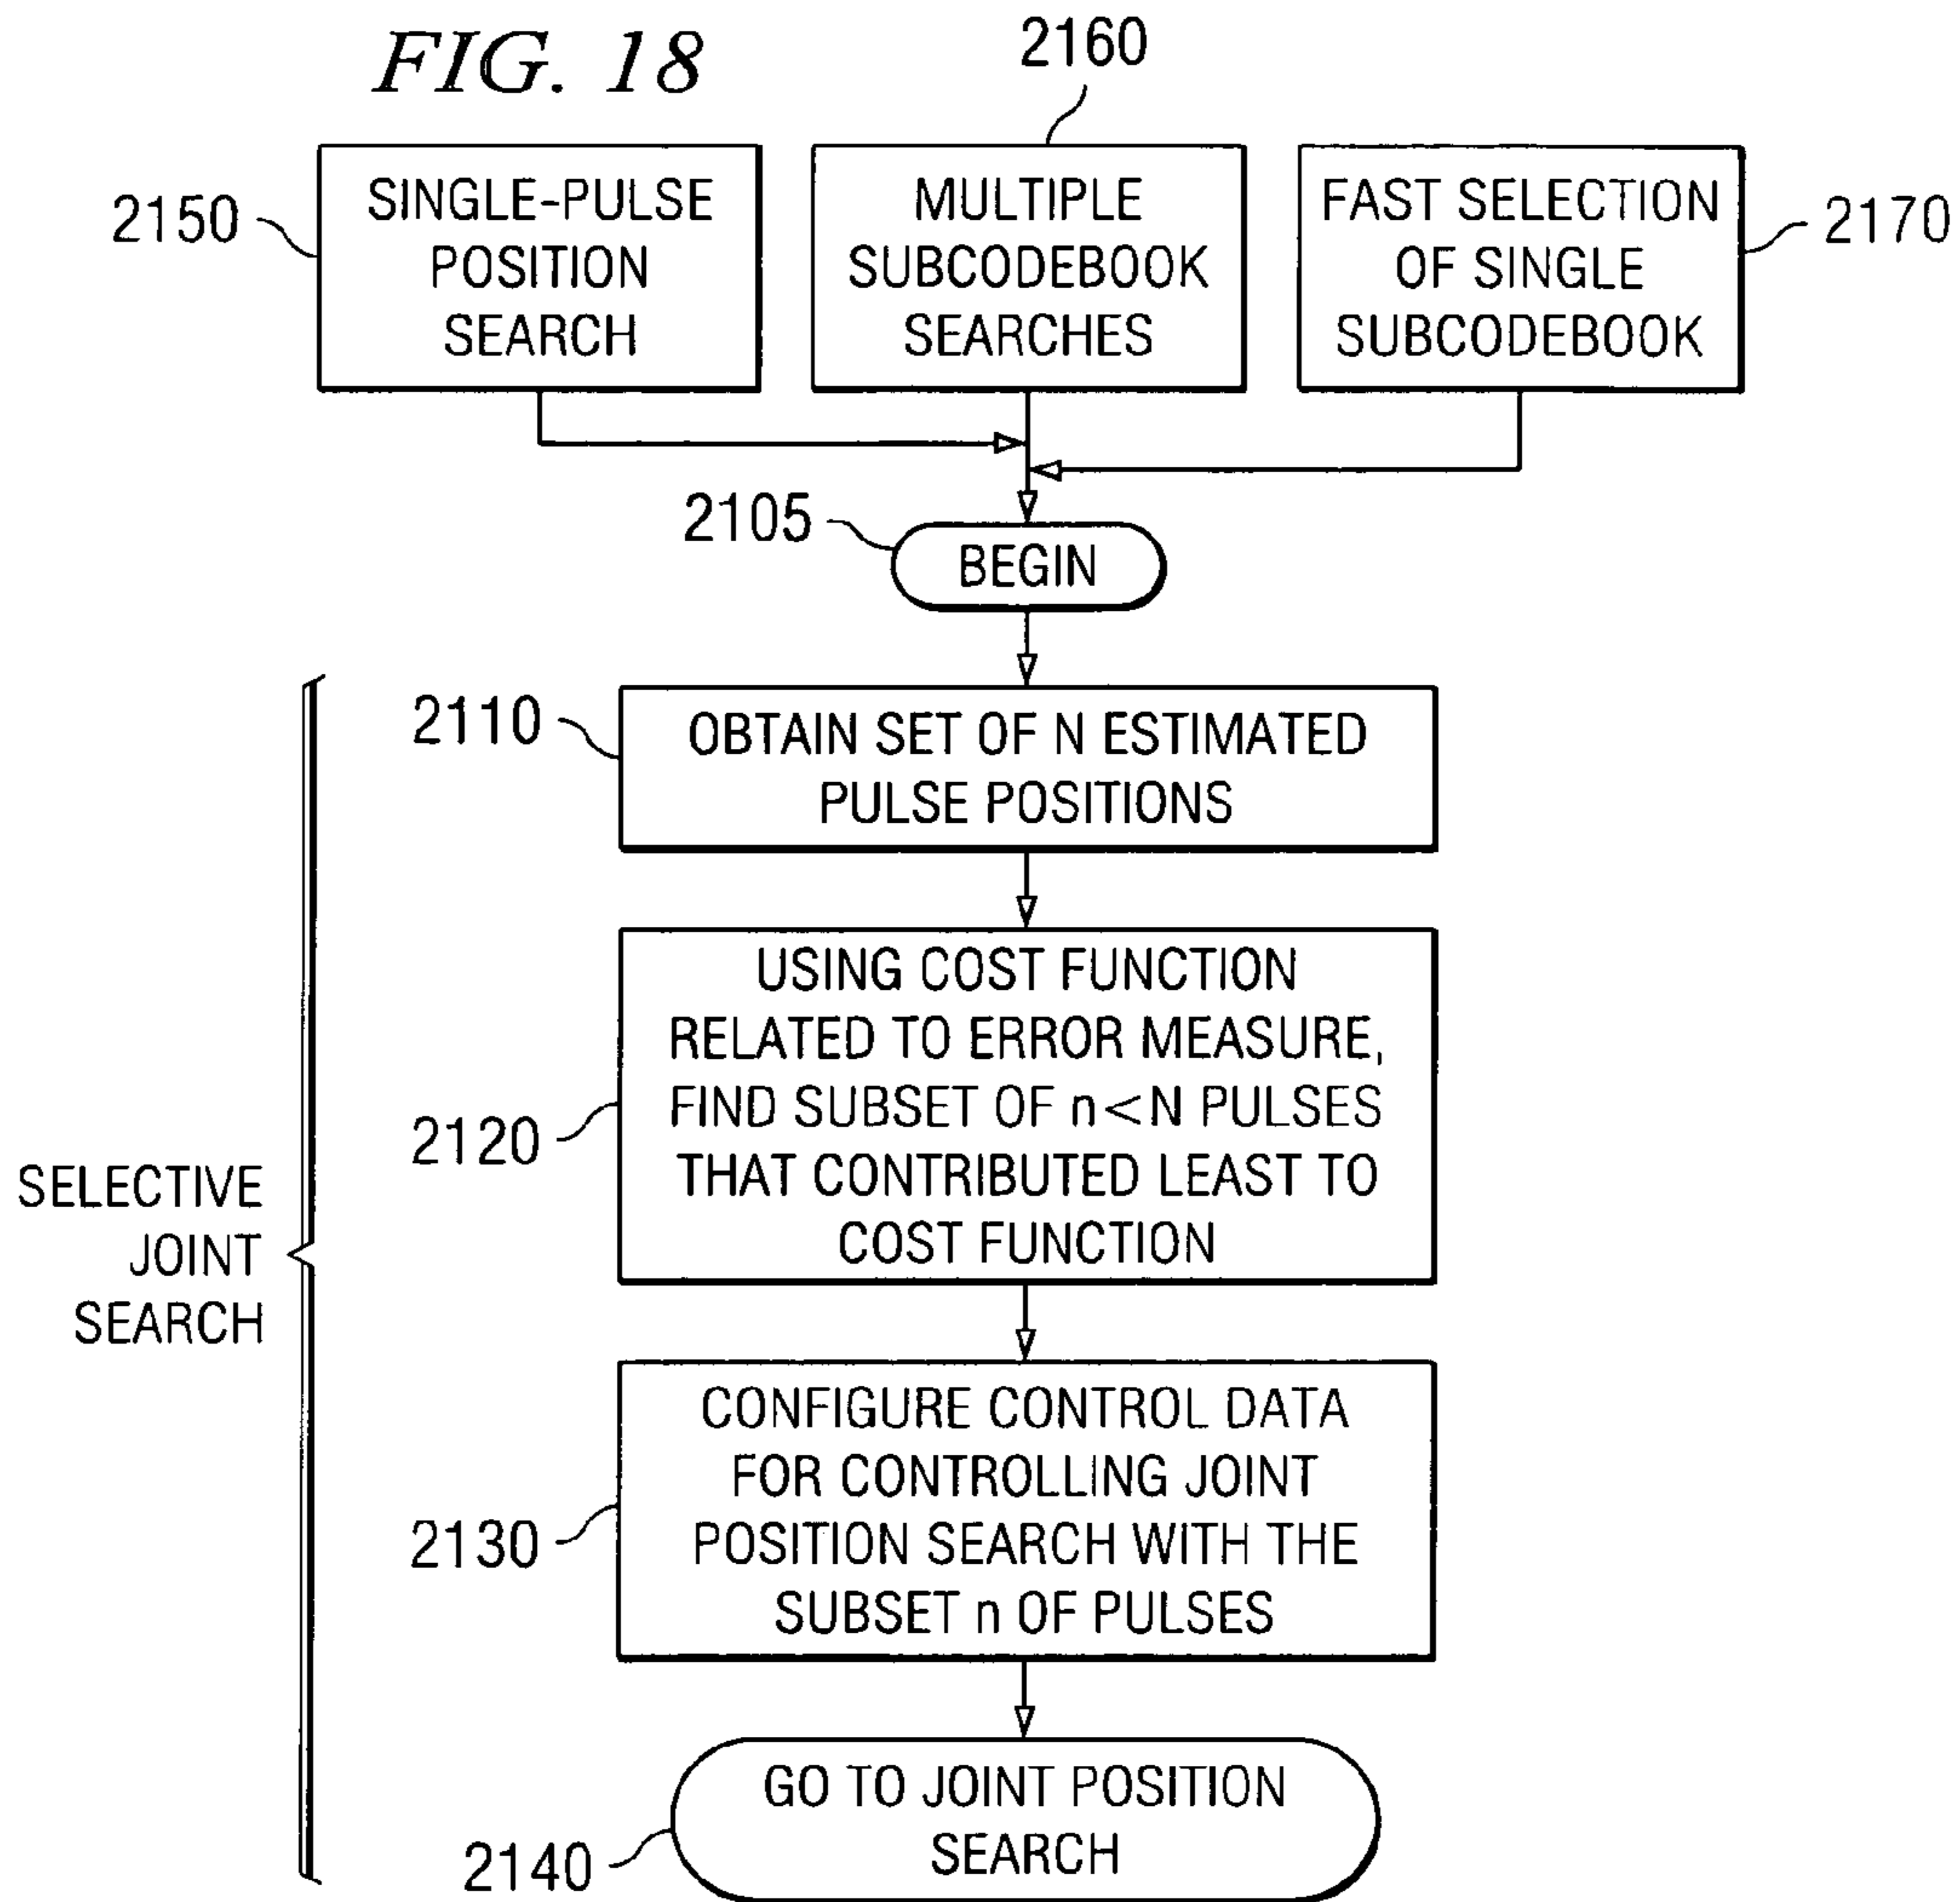 FIG. 18
2160
2150
SINGLE-PULSE
POSITION
SEARCH
MULTIPLE
SUBCODEBOOK
SEARCHES
FAST SELECTION
OF SINGLE
SUBCODEBOOK
2170
2105
BEGIN
2110
OBTAIN SET OF N ESTIMATED
PULSE POSITIONS
2120
USING COST FUNCTION
RELATED TO ERROR MEASURE,
FIND SUBSET OF n<N PULSES
THAT CONTRIBUTED LEAST TO
COST FUNCTION
SELECTIVE
JOINT
SEARCH
2130
CONFIGURE CONTROL DATA
FOR CONTROLLING JOINT
POSITION SEARCH WITH THE
SUBSET n OF PULSES
2140
GO TO JOINT POSITION
SEARCH